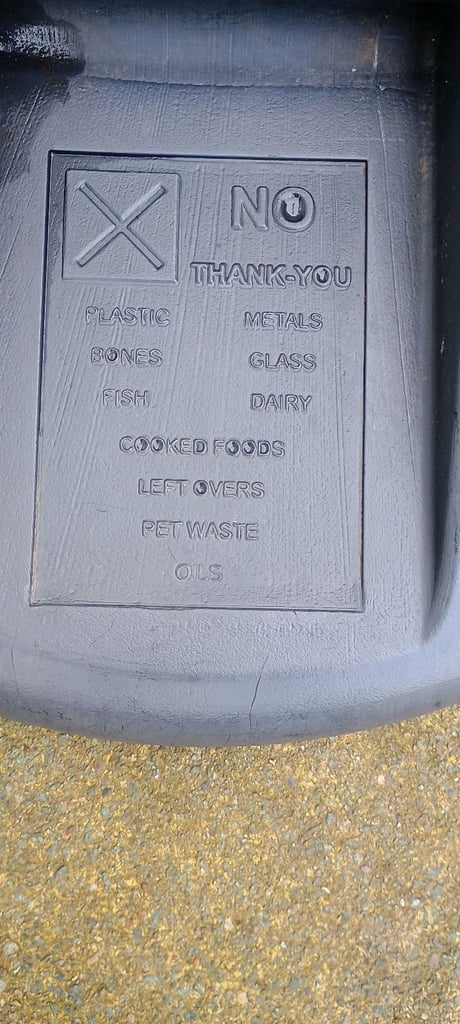 NO
THANK-YOU
PLASTIC METALS
BONES GLASS
FISH DAIRY
COOKED FOODS
LEFT OVERS
PET WASTE
OILS